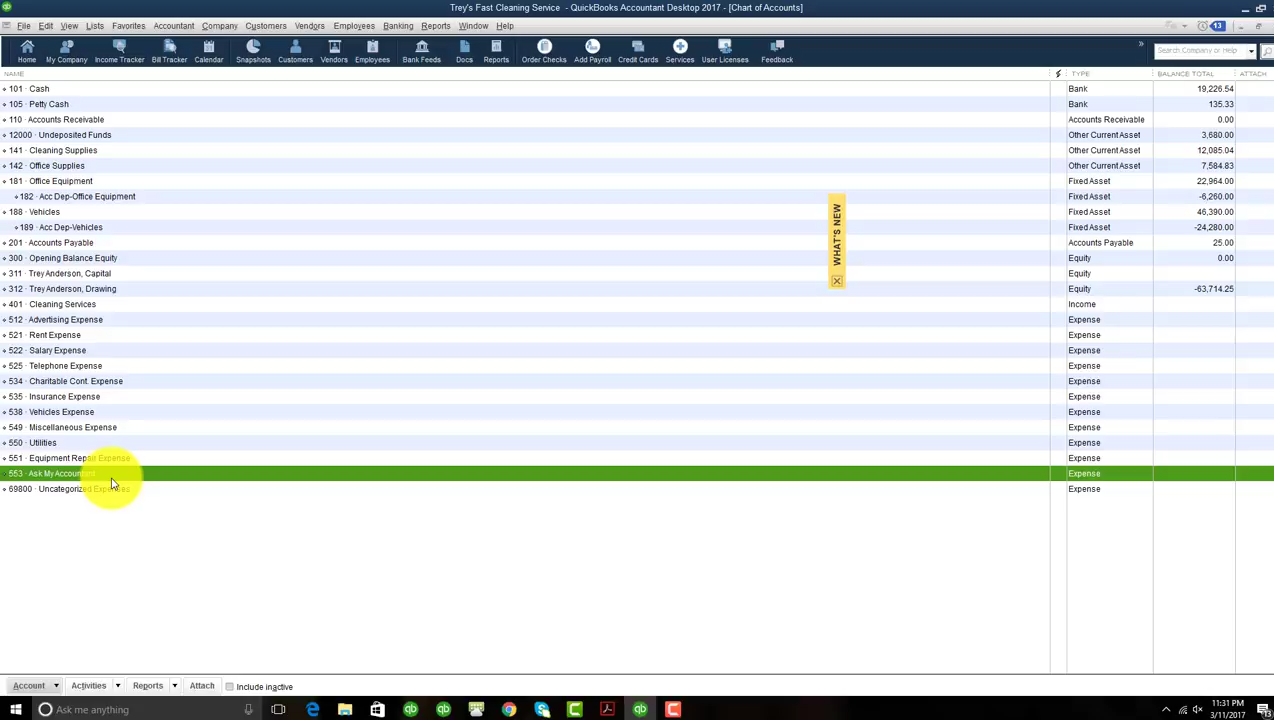 Trey's Fast Cleaning Service - QuickBooks Accountant Desktop 2017 - [Chart of Accounts]
File Edit View Lists Favorites Accountant Company Customers Vendors Employees Banking Reports Window Help 13
Home My Company Income Tracker Bill Tracker Calendar Snapshots Customers Vendors Employees Bank Feeds Docs Reports Order Checks Add Payroll Credit Cards Services User Licenses Feedback » Search Company or Help
NAME TYPE BALANCE TOTAL ATTACH
101 · Cash Bank 19,226.54
105 · Petty Cash Bank 135.33
110 · Accounts Receivable Accounts Receivable 0.00
12000 · Undeposited Funds Other Current Asset 3,680.00
141 · Cleaning Supplies Other Current Asset 12,085.04
142 · Office Supplies Other Current Asset 7,584.83
181 · Office Equipment Fixed Asset 22,964.00
182 · Acc Dep-Office Equipment Fixed Asset -6,260.00
188 · Vehicles Fixed Asset 46,390.00
189 · Acc Dep-Vehicles Fixed Asset -24,280.00
201 · Accounts Payable Accounts Payable 25.00
300 · Opening Balance Equity Equity 0.00
311 · Trey Anderson, Capital Equity
312 · Trey Anderson, Drawing Equity -63,714.25
401 · Cleaning Services Income
512 · Advertising Expense Expense
521 · Rent Expense Expense
522 · Salary Expense Expense
525 · Telephone Expense Expense
534 · Charitable Cont. Expense Expense
535 · Insurance Expense Expense
538 · Vehicles Expense Expense
549 · Miscellaneous Expense Expense
550 · Utilities Expense
551 · Equipment Repair Expense Expense
553 · Ask My Accountant Expense
69800 · Uncategorized Expenses Expense
WHAT'S NEW
Account Activities Reports Attach Include inactive
Ask me anything
11:31 PM
3/11/2017